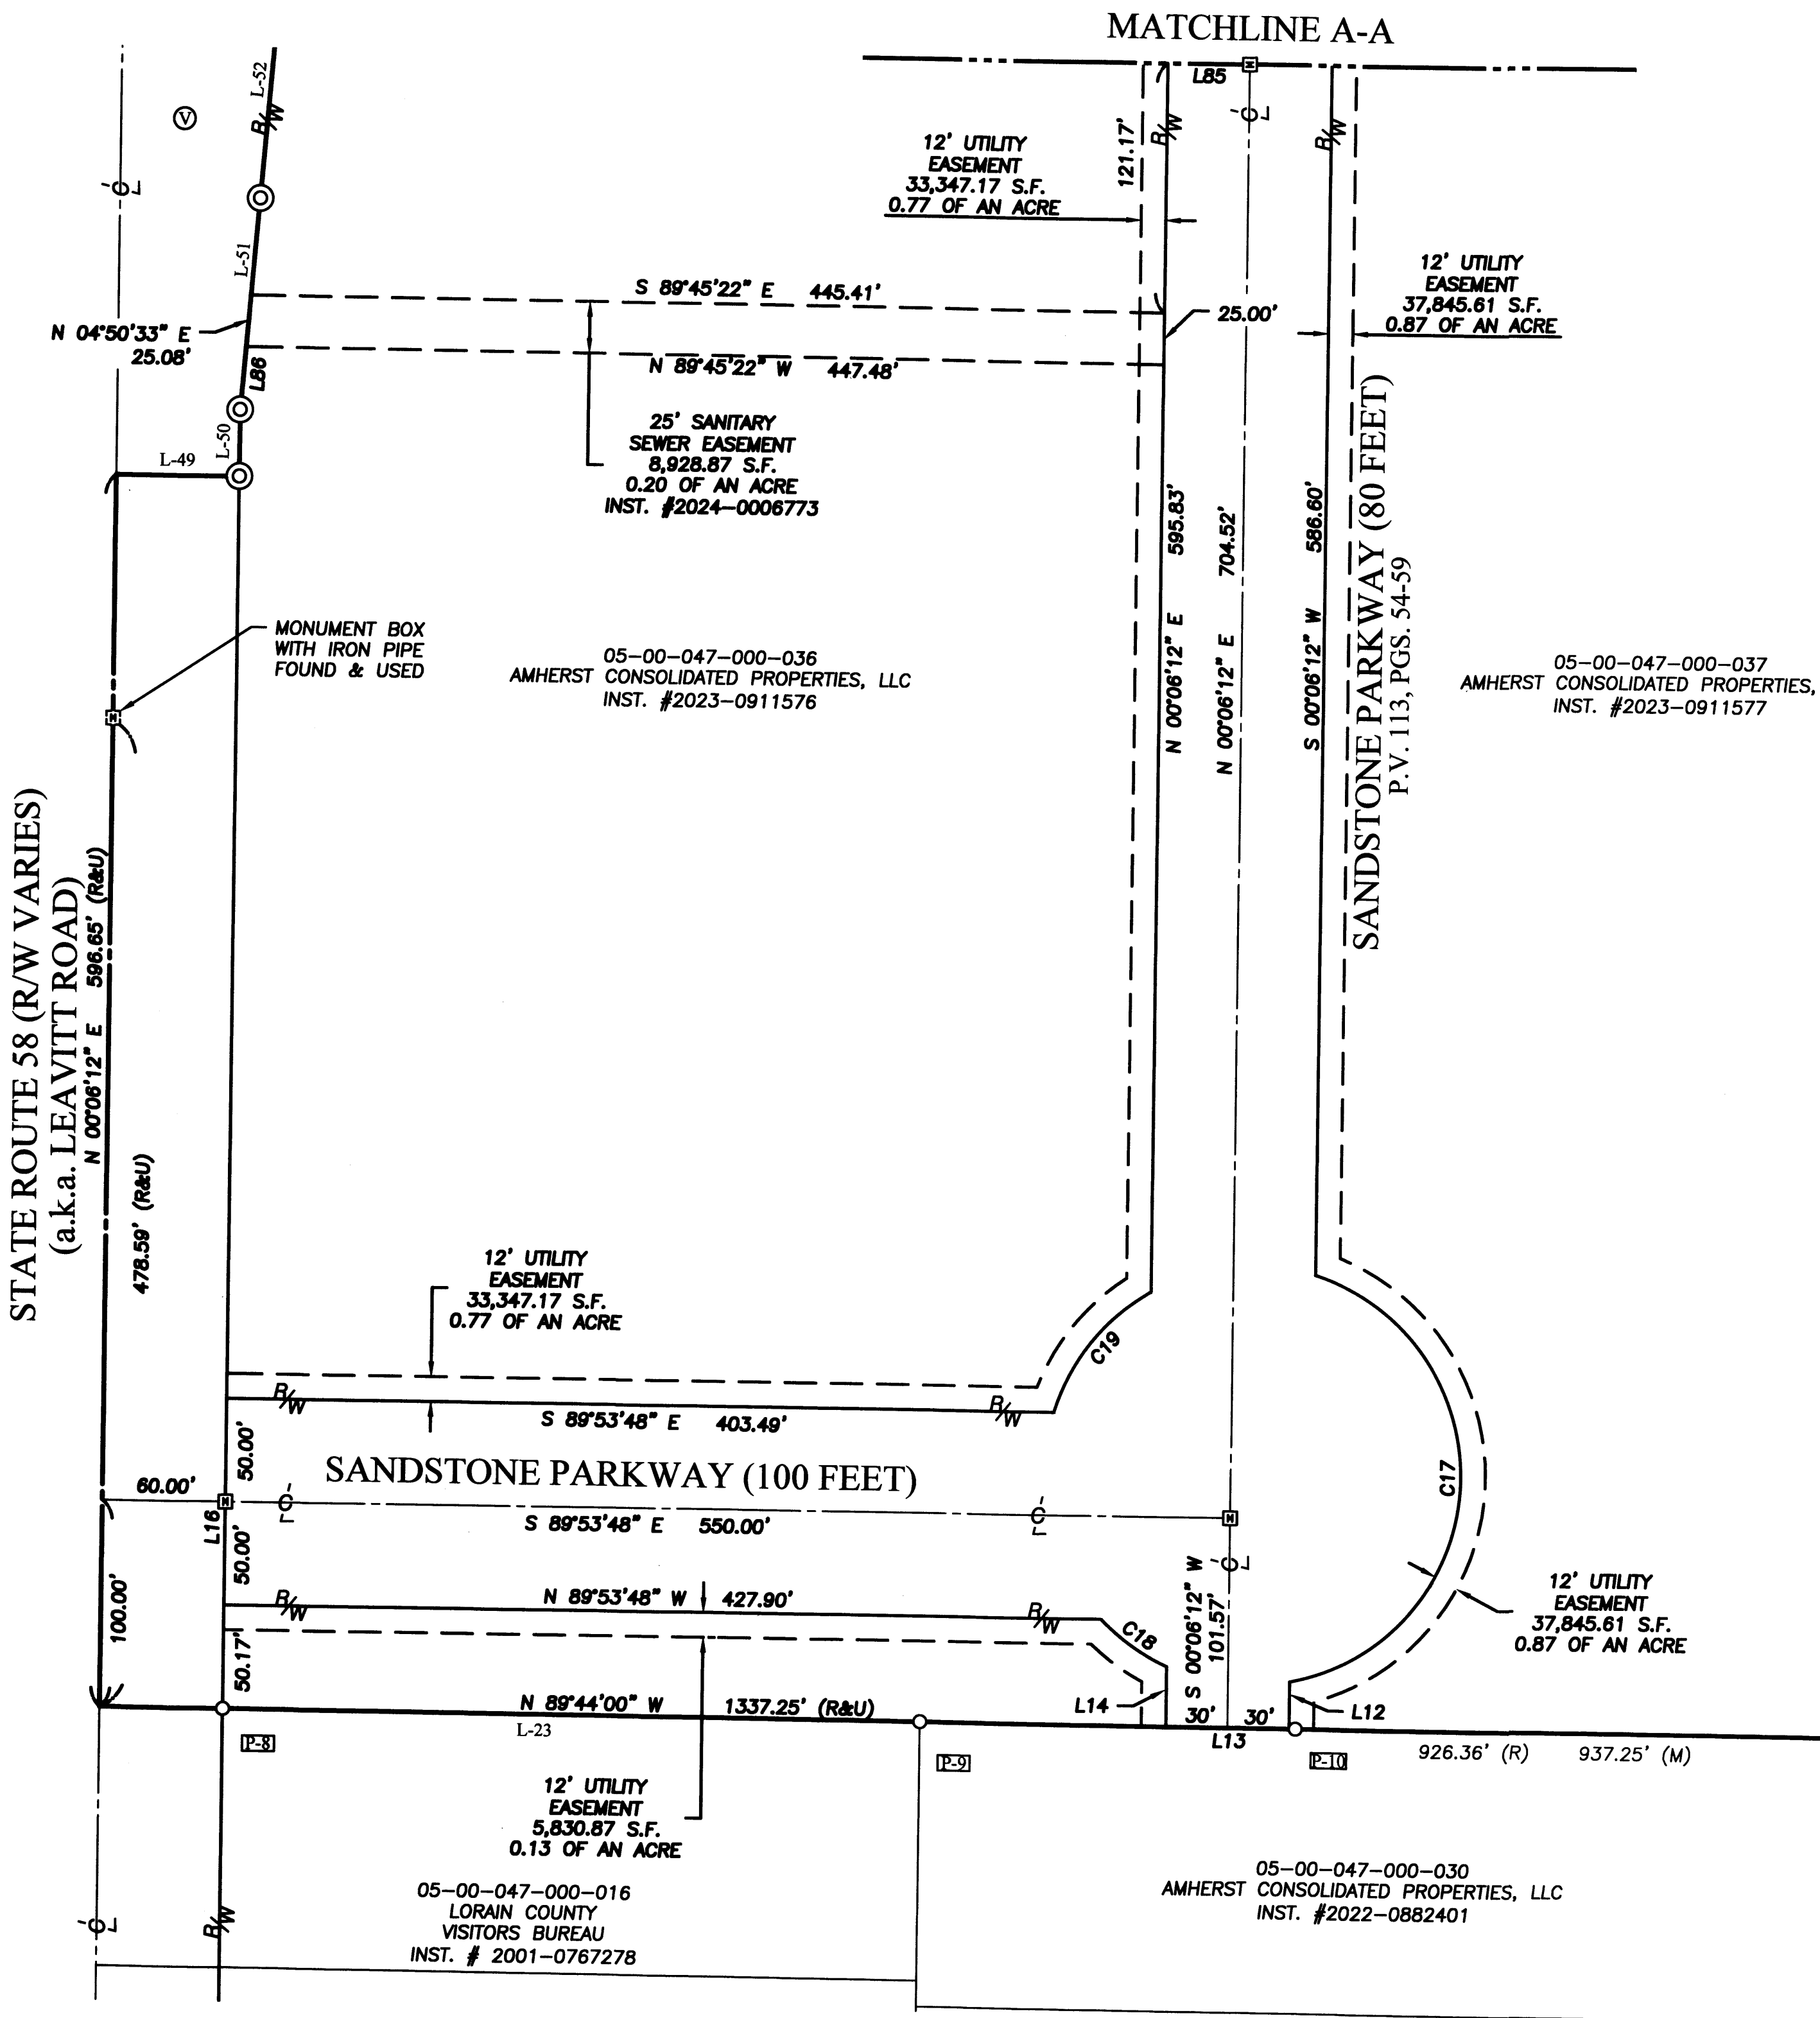 MATCHLINE A-A
L-52
R/W
V
CL
L85
CL
R/W
R/W
121.17'
12' UTILITY
EASEMENT
33,347.17 S.F.
0.77 OF AN ACRE
L-51
S 89°45'22" E 445.41'
12' UTILITY
EASEMENT
37,845.61 S.F.
0.87 OF AN ACRE
25.00'
N 04°50'33" E
25.08'
L86
N 89°45'22" W 447.48'
25' SANITARY
SEWER EASEMENT
8,928.87 S.F.
0.20 OF AN ACRE
INST. #2024-0006773
L-50
L-49
N 00°06'12" E 595.83'
N 00°06'12" E 704.52'
S 00°06'12" W 586.60'
SANDSTONE PARKWAY (80 FEET)
P.V. 113, PGS. 54-59
MONUMENT BOX
WITH IRON PIPE
FOUND & USED
05-00-047-000-036
AMHERST CONSOLIDATED PROPERTIES, LLC
INST. #2023-0911576
05-00-047-000-037
AMHERST CONSOLIDATED PROPERTIES,
INST. #2023-0911577
M
STATE ROUTE 58 (R/W VARIES)
(a.k.a. LEAVITT ROAD)
N 00°06'12" E 596.65' (R&U)
478.59' (R&U)
12' UTILITY
EASEMENT
33,347.17 S.F.
0.77 OF AN ACRE
C19
R/W
R/W
S 89°53'48" E 403.49'
50.00'
SANDSTONE PARKWAY (100 FEET)
C17
60.00'
M
L16
CL
CL
M
S 89°53'48" E 550.00'
50.00'
CL
S 00°06'12" W
101.57'
R/W
N 89°53'48" W 427.90'
R/W
C18
100.00'
50.17'
12' UTILITY
EASEMENT
37,845.61 S.F.
0.87 OF AN ACRE
N 89°44'00" W 1337.25' (R&U)
L-23
L14
30'
30'
L12
L13
P-8
P-9
P-10
926.36' (R) 937.25' (M)
12' UTILITY
EASEMENT
5,830.87 S.F.
0.13 OF AN ACRE
05-00-047-000-016
LORAIN COUNTY
VISITORS BUREAU
INST. # 2001-0767278
CL
R/W
05-00-047-000-030
AMHERST CONSOLIDATED PROPERTIES, LLC
INST. #2022-0882401